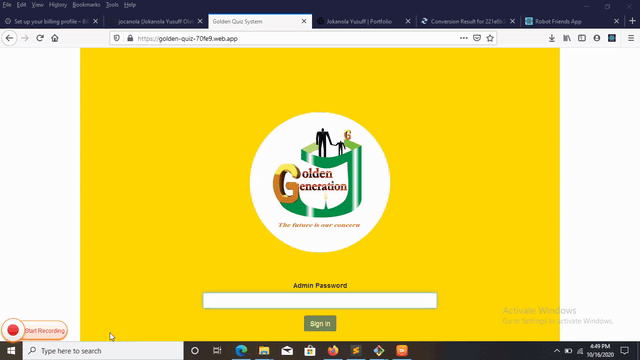 File Edit View History Bookmarks Tools Help
Set up your billing profile – B
jocanola (Jokanola Yusuff Ola
Golden Quiz System
Jokanola Yusuff | Portfolio
Conversion Result for 221e8b
Robot Friends App
https://golden-quiz-70fe9.web.app
G
Golden
Generation
The future is our concern
Admin Password
Sign In
Activate Windows
Go to Settings to activate Windows.
Start Recording
Type here to search
4:49 PM
10/16/2020